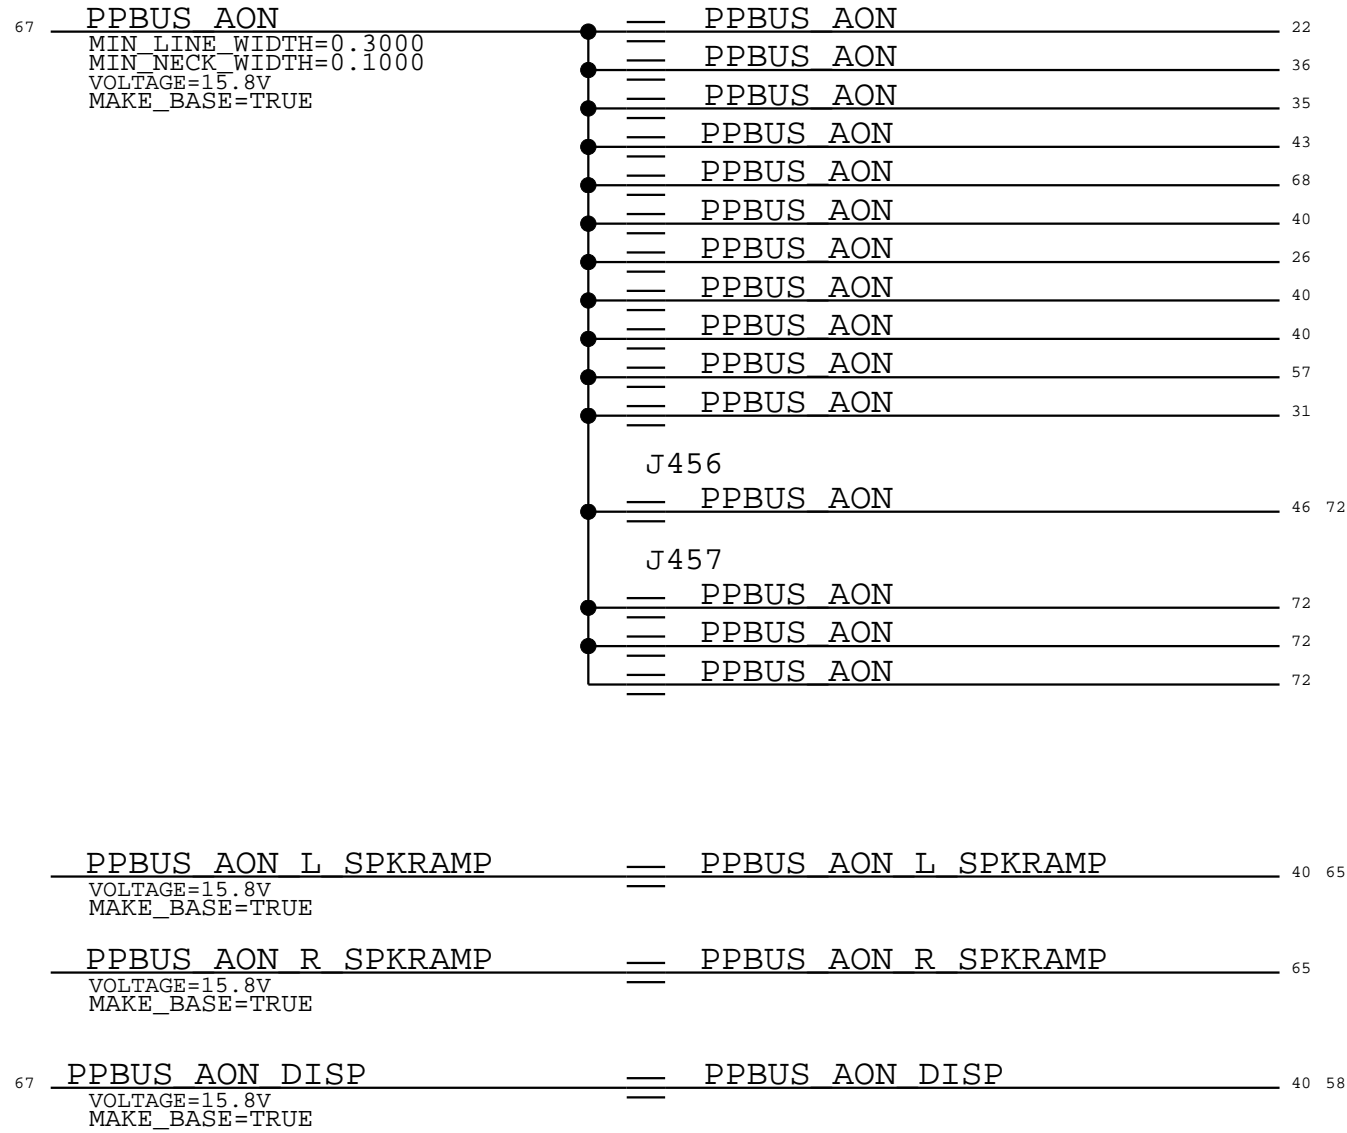 67 PPBUS_AON PPBUS_AON 22
MIN_LINE_WIDTH=0.3000
MIN_NECK_WIDTH=0.1000
VOLTAGE=15.8V
MAKE_BASE=TRUE
PPBUS_AON 36
PPBUS_AON 35
PPBUS_AON 43
PPBUS_AON 68
PPBUS_AON 40
PPBUS_AON 26
PPBUS_AON 40
PPBUS_AON 40
PPBUS_AON 57
PPBUS_AON 31
J456
PPBUS_AON 46 72
J457
PPBUS_AON 72
PPBUS_AON 72
PPBUS_AON 72
PPBUS_AON_L_SPKRAMP PPBUS_AON_L_SPKRAMP 40 65
VOLTAGE=15.8V
MAKE_BASE=TRUE
PPBUS_AON_R_SPKRAMP PPBUS_AON_R_SPKRAMP 65
VOLTAGE=15.8V
MAKE_BASE=TRUE
67 PPBUS_AON_DISP PPBUS_AON_DISP 40 58
VOLTAGE=15.8V
MAKE_BASE=TRUE